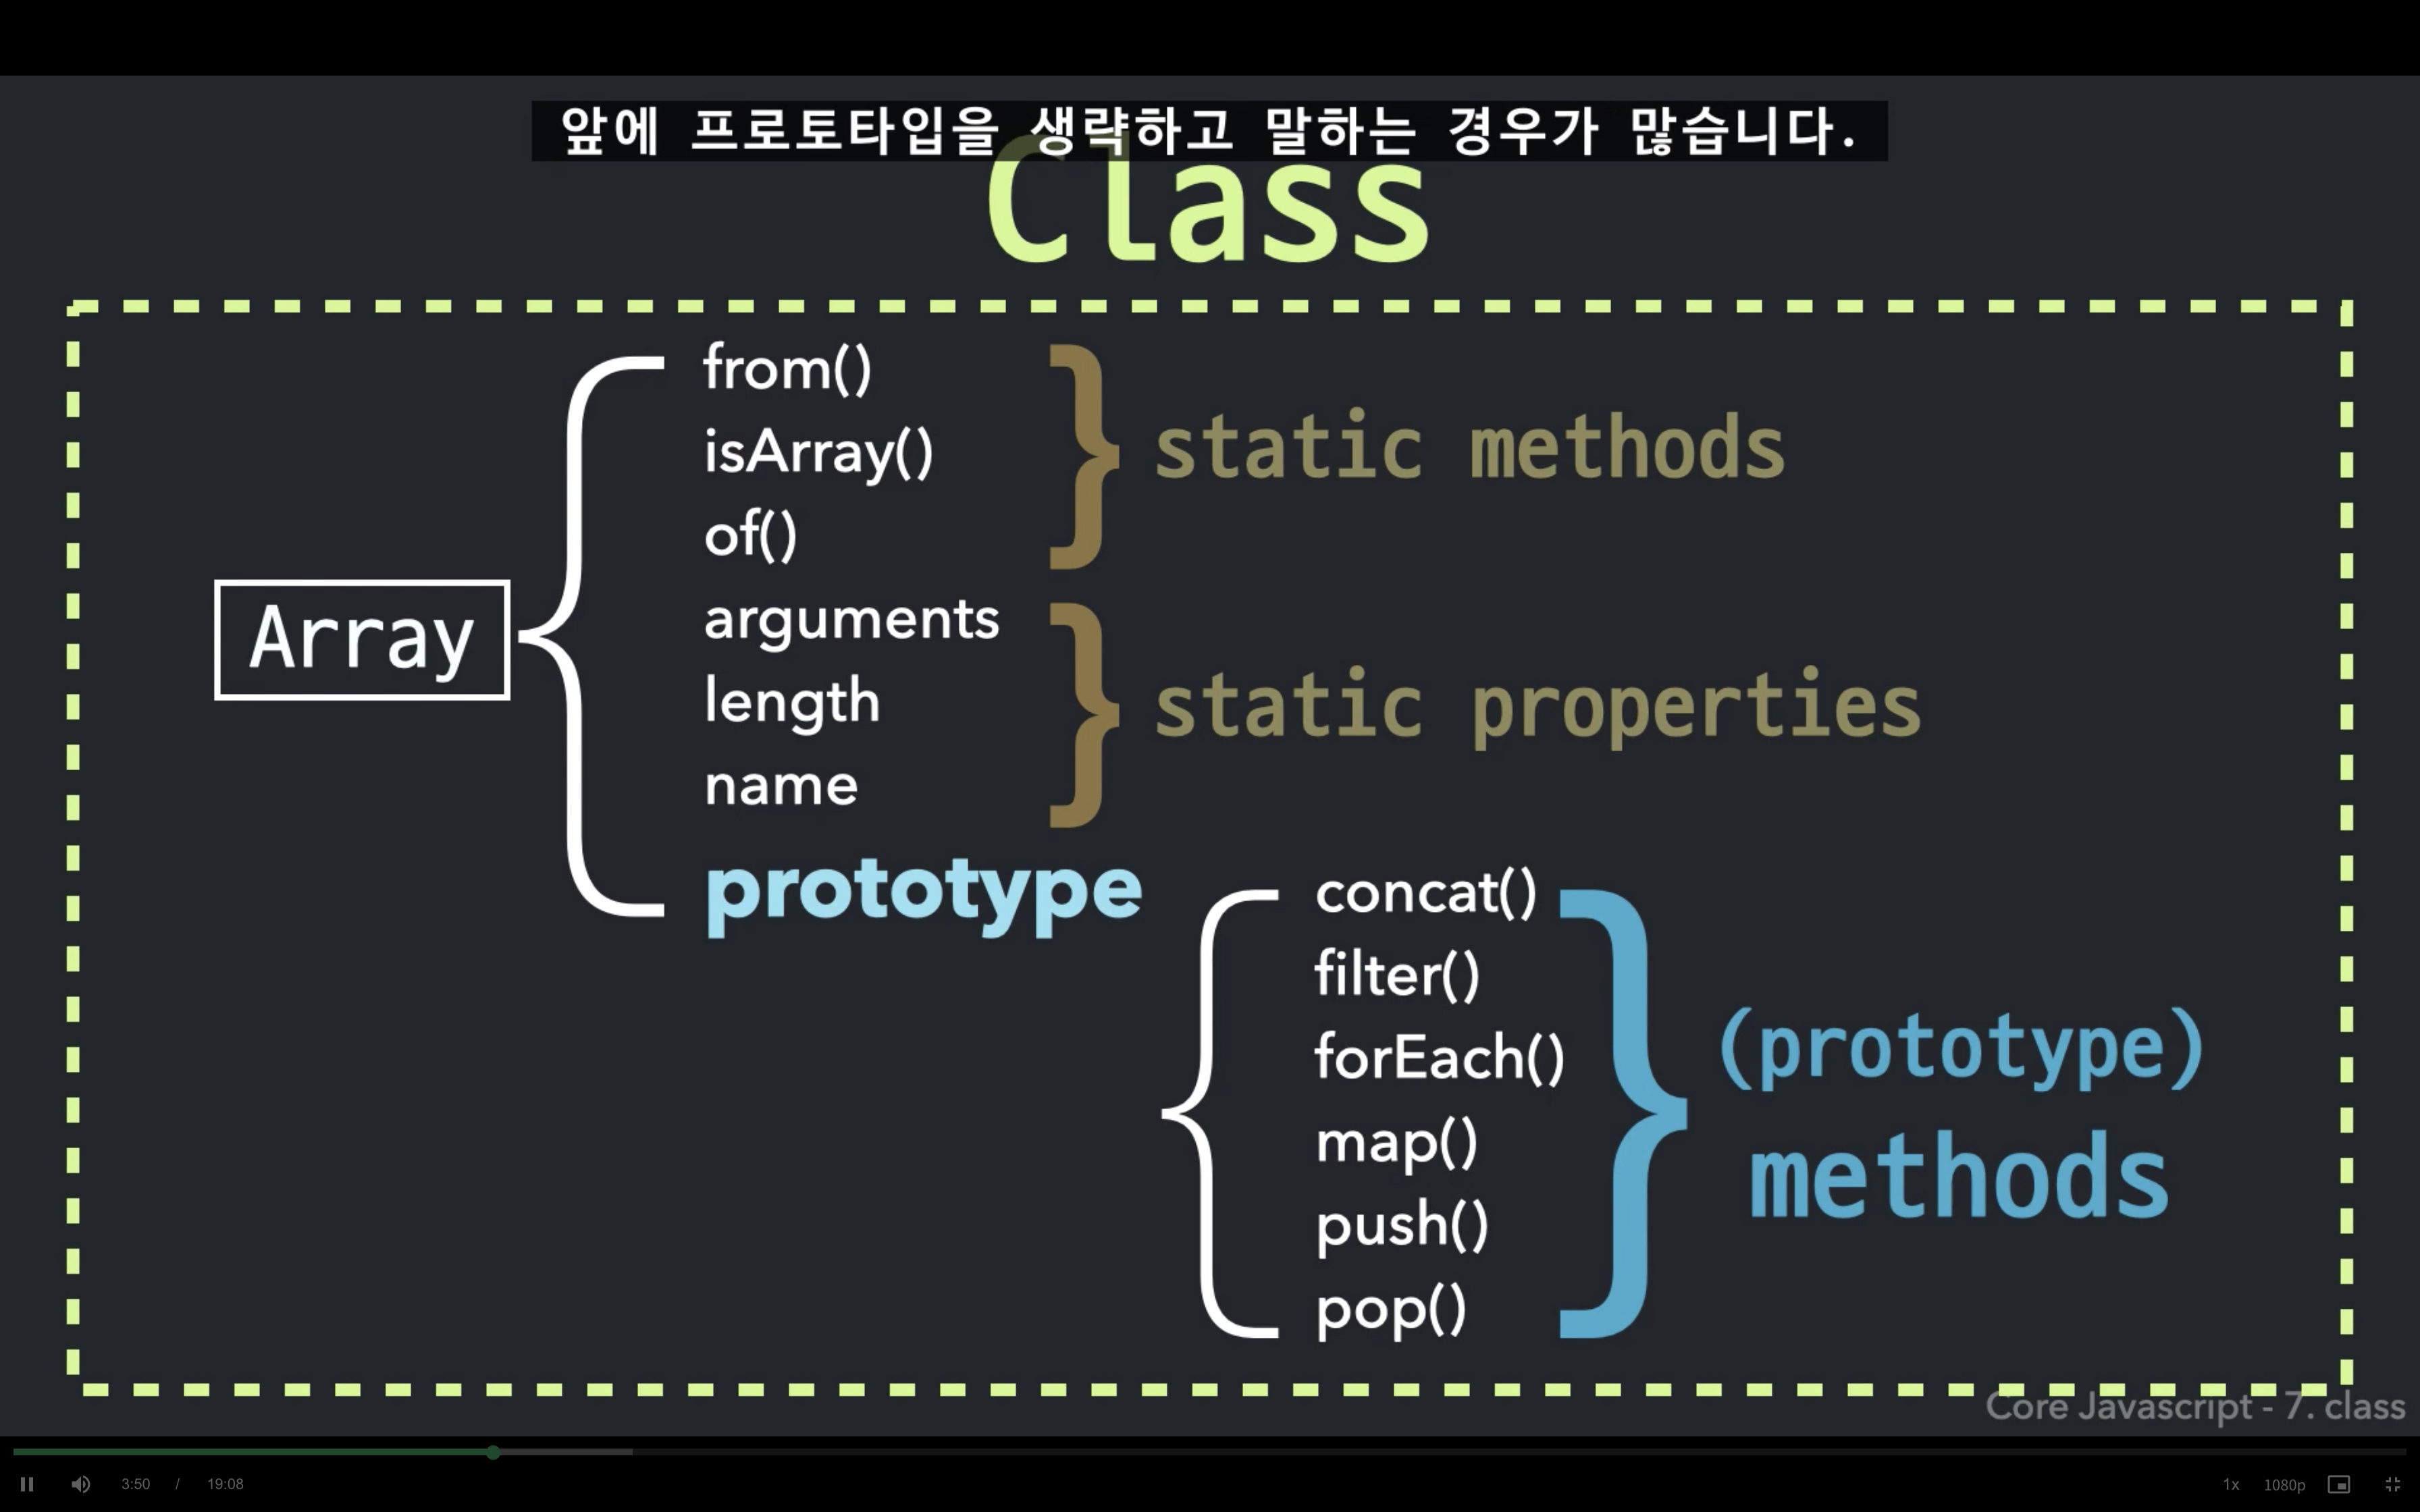 앞에 프로토타입을 생략하고 말하는 경우가 많습니다.
Class
Array
from()
isArray()
of()
static methods
arguments
length
name
static properties
prototype
concat()
filter()
forEach()
map()
push()
pop()
(prototype)
methods
Core Javascript - 7. class
3:50 / 19:08
1x 1080p